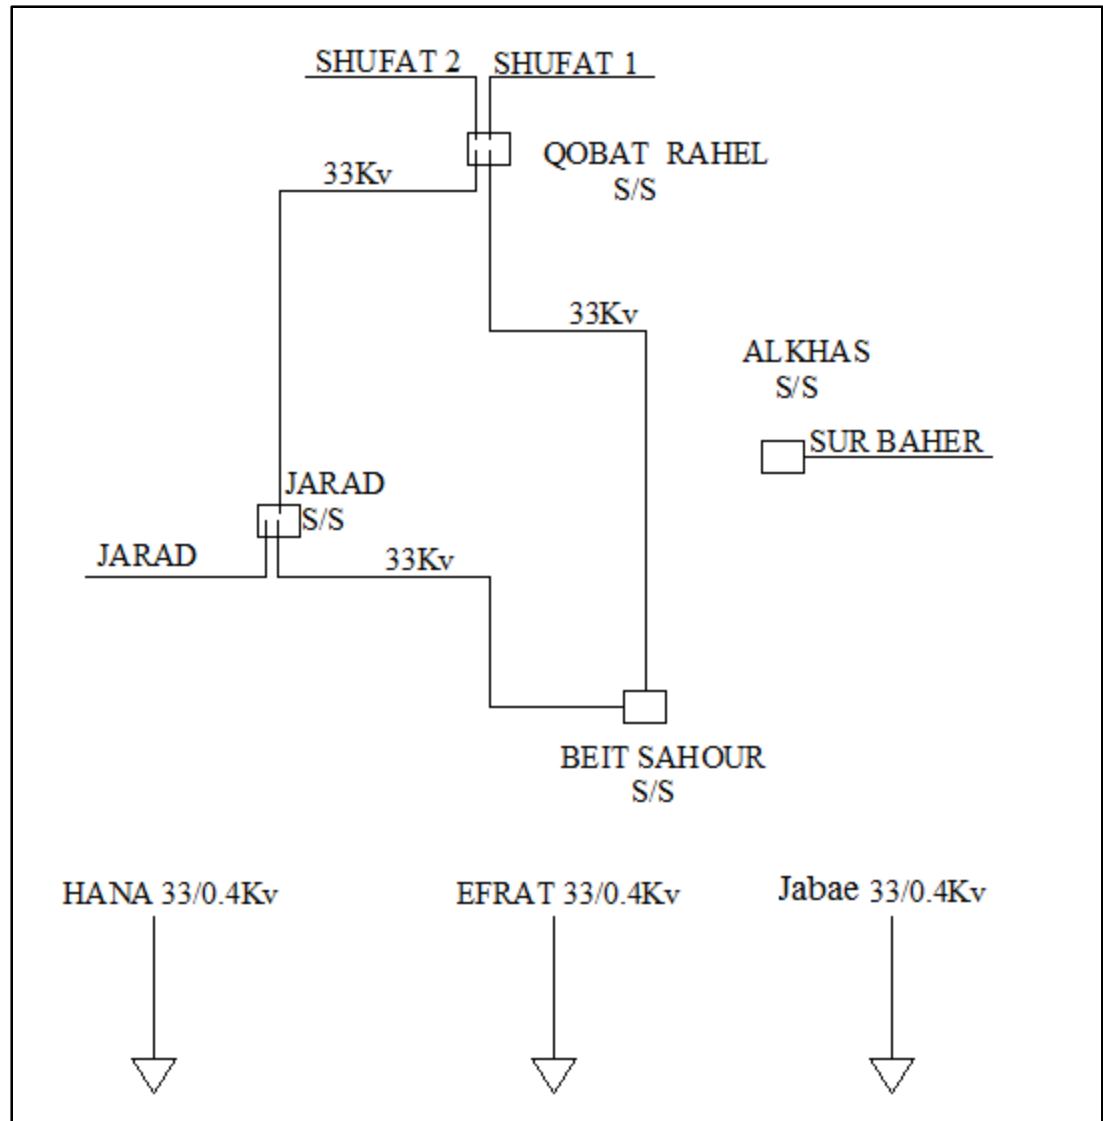 SHUFAT 2
SHUFAT 1
QOBAT RAHEL
S/S
33Kv
33Kv
ALKHAS
S/S
SUR BAHER
JARAD
S/S
JARAD
33Kv
BEIT SAHOUR
S/S
HANA 33/0.4Kv
EFRAT 33/0.4Kv
Jabae 33/0.4Kv